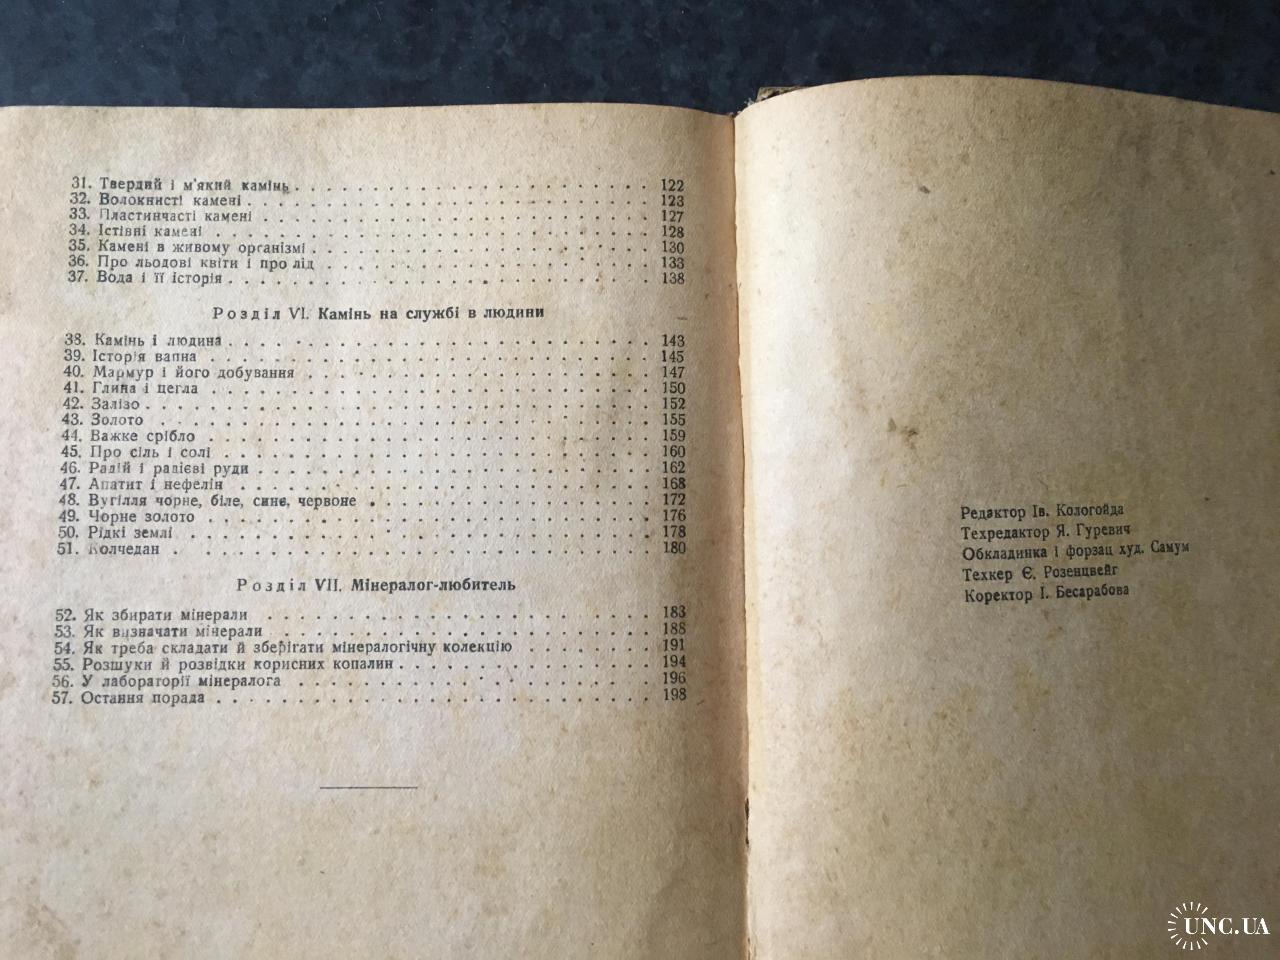 31. Твердий і м'який камінь . . . . . . . . . . . . . . . . . . . . 122
32. Волокнисті камені . . . . . . . . . . . . . . . . . . . . 123
33. Пластинчасті камені . . . . . . . . . . . . . . . . . . . . 127
34. Їстівні камені . . . . . . . . . . . . . . . . . . . . 128
35. Камені в живому організмі . . . . . . . . . . . . . . . . . . . . 130
36. Про льодові квіти і про лід . . . . . . . . . . . . . . . . . . . . 133
37. Вода і її історія . . . . . . . . . . . . . . . . . . . . 138
Розділ VI. Камінь на службі в людини
38. Камінь і людина . . . . . . . . . . . . . . . . . . . . 143
39. Історія вапна . . . . . . . . . . . . . . . . . . . . 145
40. Мармур і його добування . . . . . . . . . . . . . . . . . . . . 147
41. Глина і цегла . . . . . . . . . . . . . . . . . . . . 150
42. Залізо . . . . . . . . . . . . . . . . . . . . 152
43. Золото . . . . . . . . . . . . . . . . . . . . 155
44. Важке срібло . . . . . . . . . . . . . . . . . . . . 159
45. Про сіль і солі . . . . . . . . . . . . . . . . . . . . 160
46. Радій і радієві руди . . . . . . . . . . . . . . . . . . . . 162
47. Апатит і нефелін . . . . . . . . . . . . . . . . . . . . 168
48. Вугілля чорне, біле, синє, червоне . . . . . . . . . . . . . . . 172
49. Чорне золото . . . . . . . . . . . . . . . . . . . . 176
50. Рідкі землі . . . . . . . . . . . . . . . . . . . . 178
51. Колчедан . . . . . . . . . . . . . . . . . . . . 180
Розділ VII. Мінералог-любитель
52. Як збирати мінерали . . . . . . . . . . . . . . . . . . . . 183
53. Як визначати мінерали . . . . . . . . . . . . . . . . . . . . 188
54. Як треба складати й зберігати мінералогічну колекцію . . . . . . . 191
55. Розшуки й розвідки корисних копалин . . . . . . . . . . . . . 194
56. У лабораторії мінералога . . . . . . . . . . . . . . . . . . . . 196
57. Остання порада . . . . . . . . . . . . . . . . . . . . 198
Редактор Ів. Кологойда
Техредактор Я. Гуревич
Обкладинка і форзац худ. Самум
Техкер Є. Розенцвейг
Коректор І. Бесарабова
UNC.UA